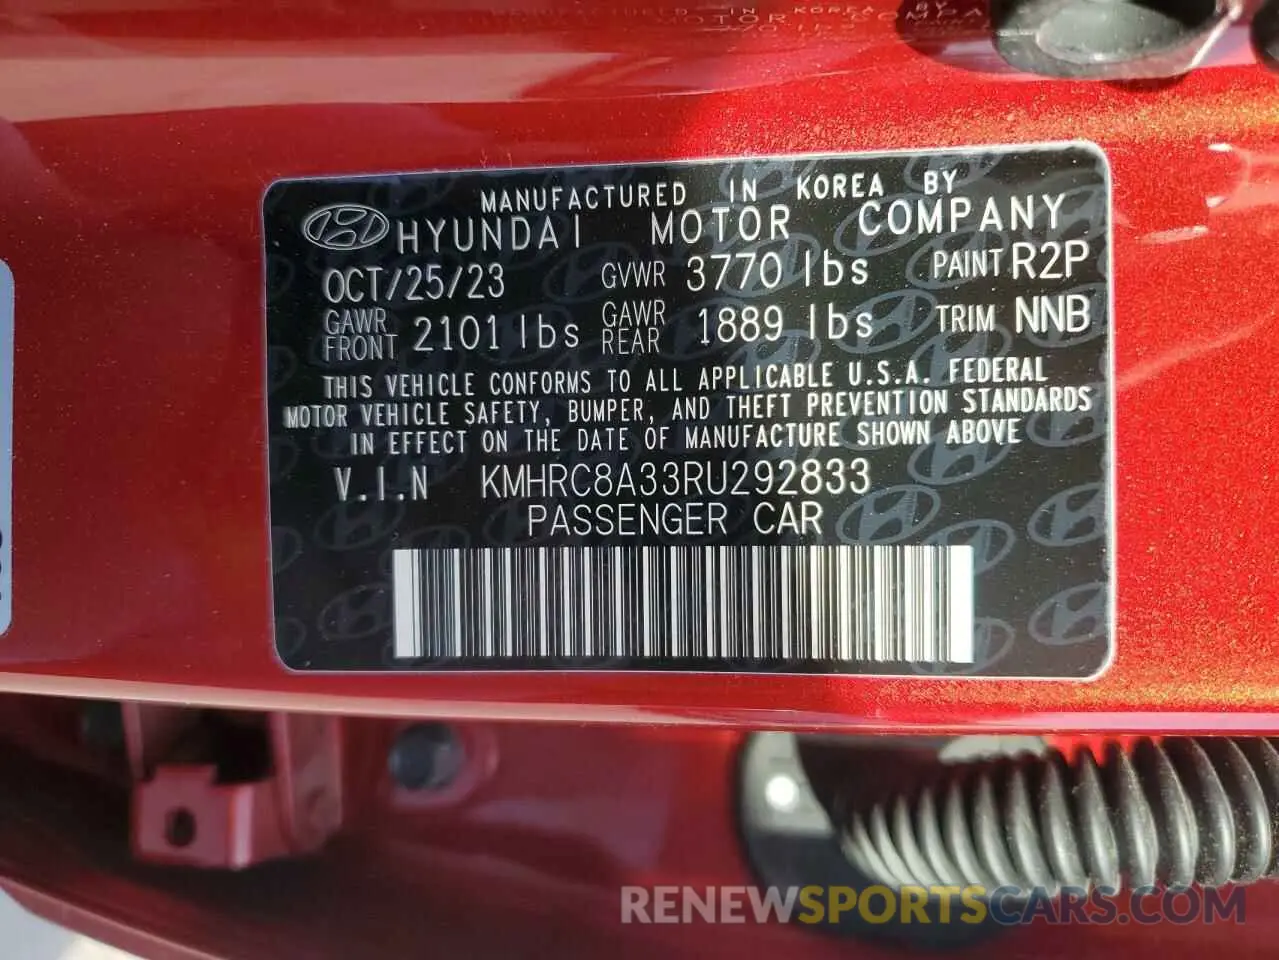 MANUFACTURED IN KOREA BY
HYUNDAI MOTOR COMPANY
OCT/25/23 GVWR 3770 lbs PAINT R2P
GAWR FRONT 2101 lbs GAWR REAR 1889 lbs TRIM NNB
THIS VEHICLE CONFORMS TO ALL APPLICABLE U.S.A. FEDERAL
MOTOR VEHICLE SAFETY, BUMPER, AND THEFT PREVENTION STANDARDS
IN EFFECT ON THE DATE OF MANUFACTURE SHOWN ABOVE
V.I.N KMHRC8A33RU292833
PASSENGER CAR
RENEWSPORTSCARS.COM